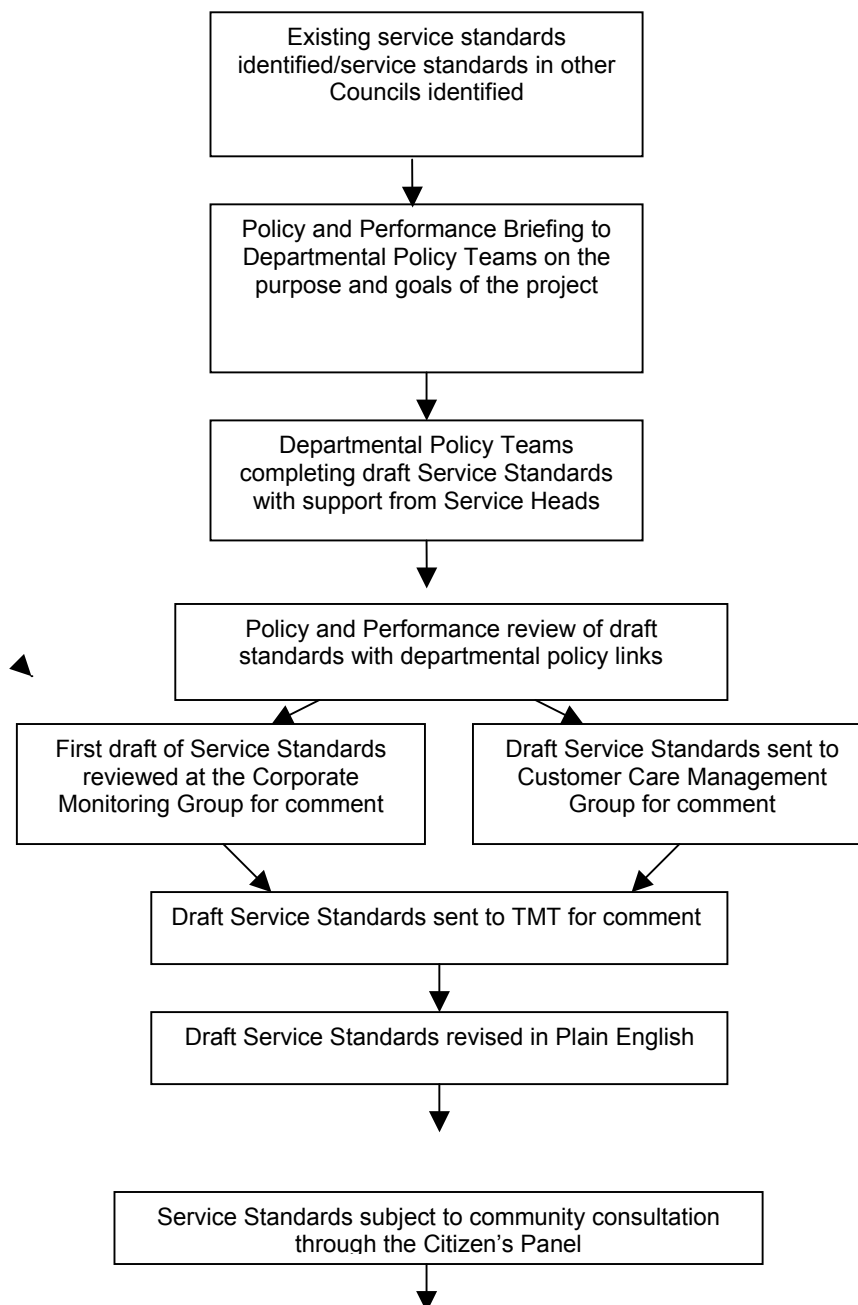 Existing service standards
identified/service standards in other
Councils identified
Policy and Performance Briefing to
Departmental Policy Teams on the
purpose and goals of the project
Departmental Policy Teams
completing draft Service Standards
with support from Service Heads
Policy and Performance review of draft
standards with departmental policy links
First draft of Service Standards
reviewed at the Corporate
Monitoring Group for comment
Draft Service Standards sent to
Customer Care Management
Group for comment
Draft Service Standards sent to TMT for comment
Draft Service Standards revised in Plain English
Service Standards subject to community consultation
through the Citizen’s Panel